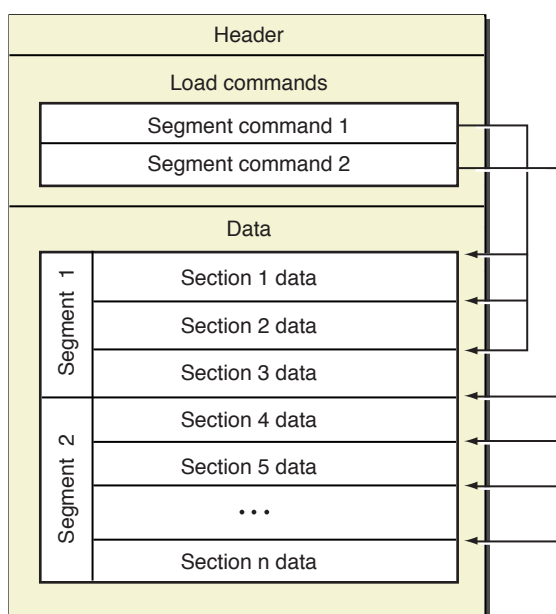 Header
Load commands
Segment command 1
Segment command 2
Data
Segment 1
Section 1 data
Section 2 data
Section 3 data
Segment 2
Section 4 data
Section 5 data
...
Section n data